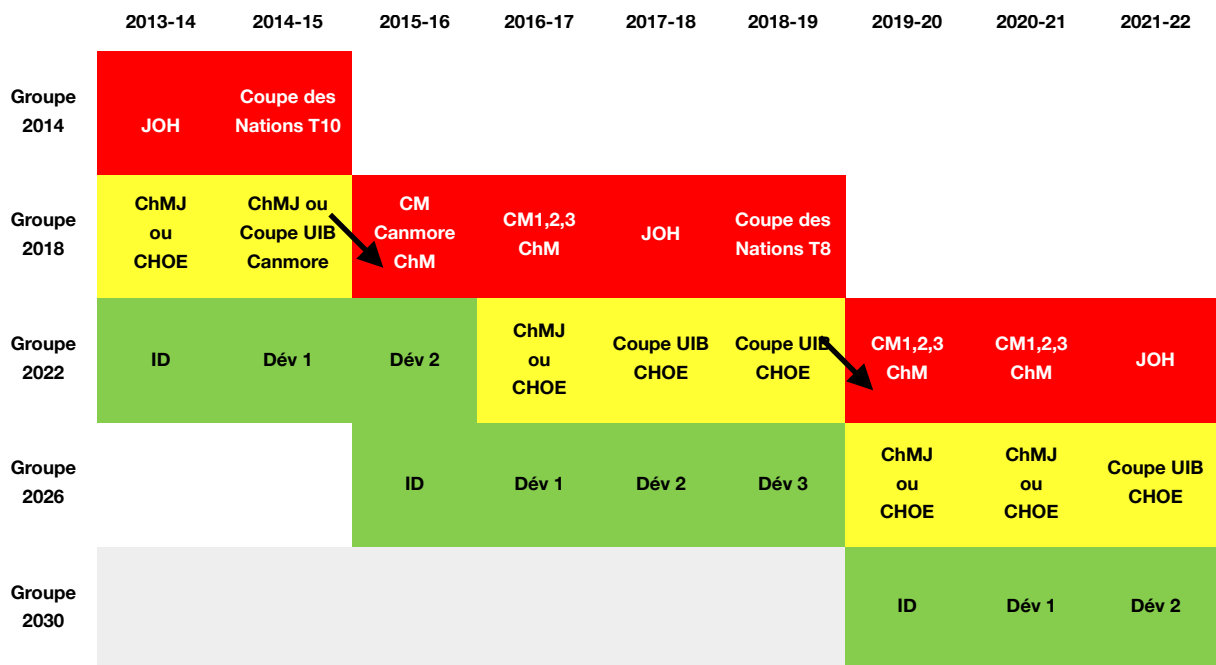 2013-14 2014-15 2015-16 2016-17 2017-18 2018-19 2019-20 2020-21 2021-22
Groupe
2014
JOH
Coupe des
Nations T10
Groupe
2018
ChMJ
ou
CHOE
ChMJ ou
Coupe UIB
Canmore
CM
Canmore
ChM
CM1,2,3
ChM
JOH
Coupe des
Nations T8
Groupe
2022
ID
Dév 1
Dév 2
ChMJ
ou
CHOE
Coupe UIB
CHOE
Coupe UIB
CHOE
CM1,2,3
ChM
CM1,2,3
ChM
JOH
Groupe
2026
ID
Dév 1
Dév 2
Dév 3
ChMJ
ou
CHOE
ChMJ
ou
CHOE
Coupe UIB
CHOE
Groupe
2030
ID
Dév 1
Dév 2